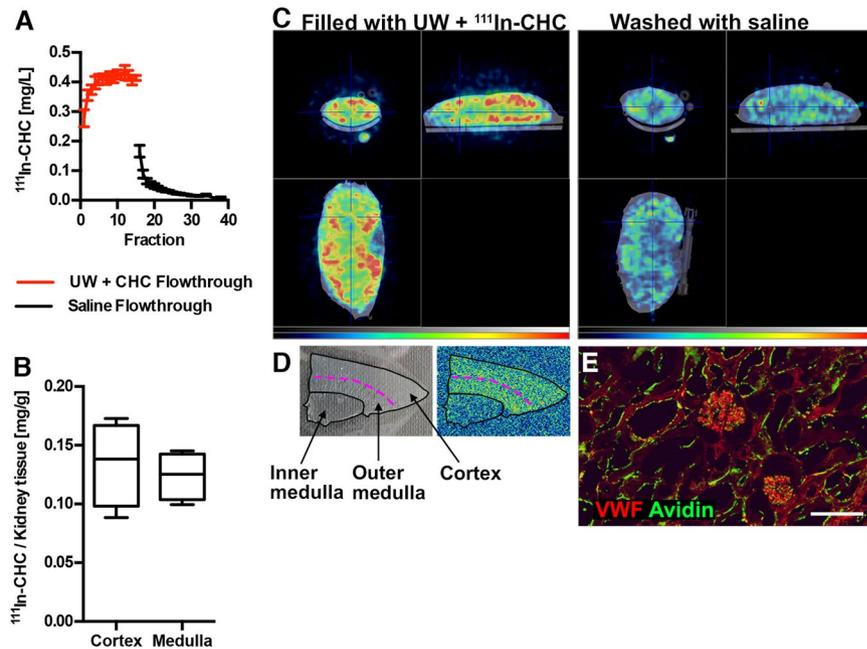 A
¹¹¹In-CHC [mg/L]
0.5
0.4
0.3
0.2
0.1
0.0
0 10 20 30 40
Fraction
UW + CHC Flowthrough
Saline Flowthrough
B
¹¹¹In-CHC / Kidney tissue [mg/g]
0.20
0.15
0.10
0.05
0.00
Cortex Medulla
C Filled with UW + ¹¹¹In-CHC
Washed with saline
D
Inner
medulla
Outer
medulla
Cortex
E
VWF Avidin